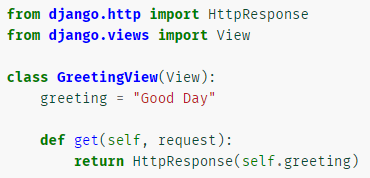 from django.http import HttpResponse
from django.views import View

class GreetingView(View):
    greeting = "Good Day"

    def get(self, request):
        return HttpResponse(self.greeting)